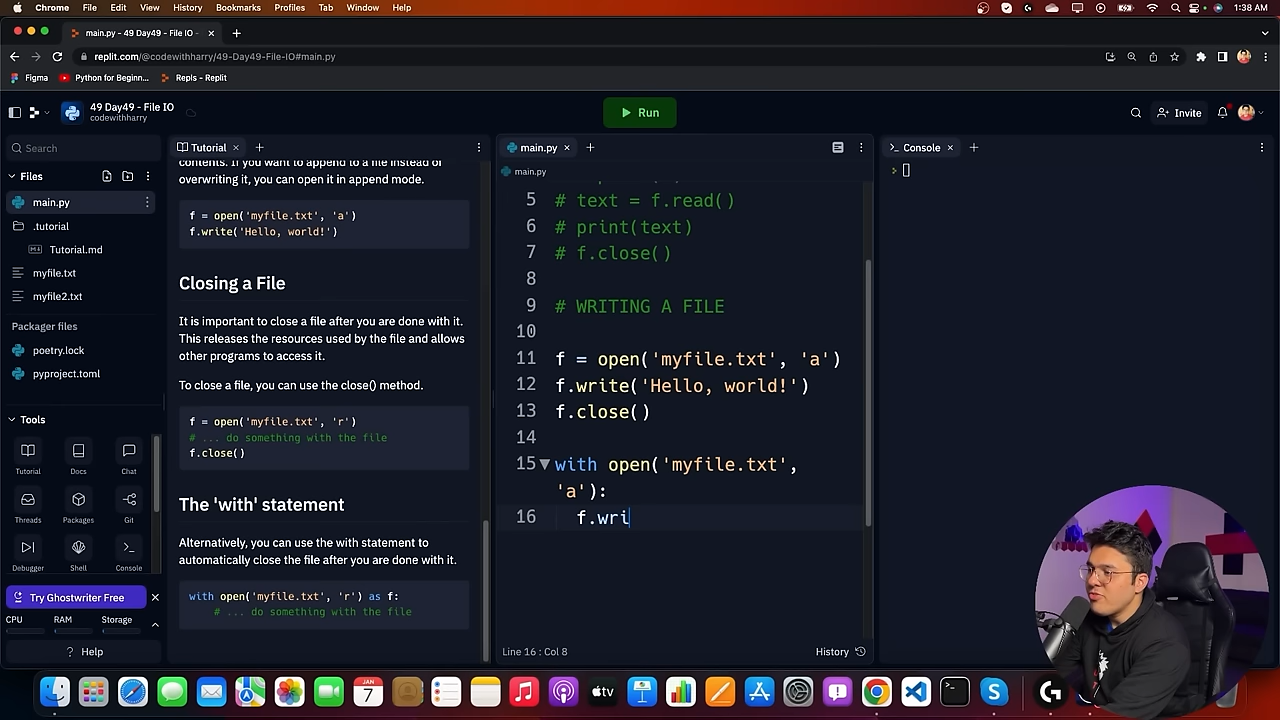 Chrome File Edit View History Bookmarks Profiles Tab Window Help 1:38 AM
main.py - 49 Day49 - File IO -
replit.com/@codewithharry/49-Day49-File-IO#main.py
Figma Python for Beginn... Repls - Replit
49 Day49 - File IO
codewithharry
Run
Invite
Search
Files
main.py
.tutorial
Tutorial.md
myfile.txt
myfile2.txt
Packager files
poetry.lock
pyproject.toml
Tools
Tutorial Docs Chat
Threads Packages Git
Debugger Shell Console
Try Ghostwriter Free
CPU RAM Storage
? Help
Tutorial
contents. If you want to append to a file instead of
overwriting it, you can open it in append mode.
f = open('myfile.txt', 'a')
f.write('Hello, world!')
Closing a File
It is important to close a file after you are done with it.
This releases the resources used by the file and allows
other programs to access it.
To close a file, you can use the close() method.
f = open('myfile.txt', 'r')
# ... do something with the file
f.close()
The 'with' statement
Alternatively, you can use the with statement to
automatically close the file after you are done with it.
with open('myfile.txt', 'r') as f:
# ... do something with the file
main.py
main.py
5 # text = f.read()
6 # print(text)
7 # f.close()
8
9 # WRITING A FILE
10
11 f = open('myfile.txt', 'a')
12 f.write('Hello, world!')
13 f.close()
14
15 with open('myfile.txt',
'a'):
16 f.wri
Line 16 : Col 8
History
Console
JAN
7
tv